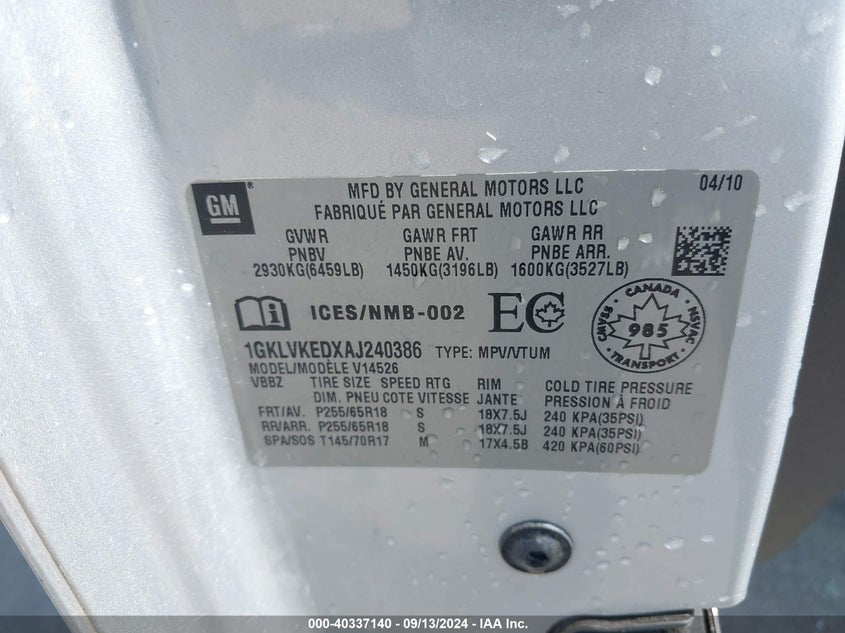 GM
®
MFD BY GENERAL MOTORS LLC
04/10
FABRIQUÉ PAR GENERAL MOTORS LLC
GVWR GAWR FRT GAWR RR
PNBV PNBE AV. PNBE ARR.
2930KG(6459LB) 1450KG(3196LB) 1600KG(3527LB)
i ICES/NMB-002 EC
CANADA
CMVSS 985 NSVAC
TRANSPORT
1GKLVKEDXAJ240386 TYPE: MPV/VTUM
MODEL/MODÈLE V14526
VBBZ TIRE SIZE SPEED RTG RIM COLD TIRE PRESSURE
DIM. PNEU COTE VITESSE JANTE PRESSION À FROID
FRT/AV. P255/65R18 S 18X7.5J 240 KPA(35PSI)
RR/ARR. P255/65R18 S 18X7.5J 240 KPA(35PSI)
SPA/SOS T145/70R17 M 17X4.5B 420 KPA(60PSI)
000-40337140 - 09/13/2024 - IAA Inc.